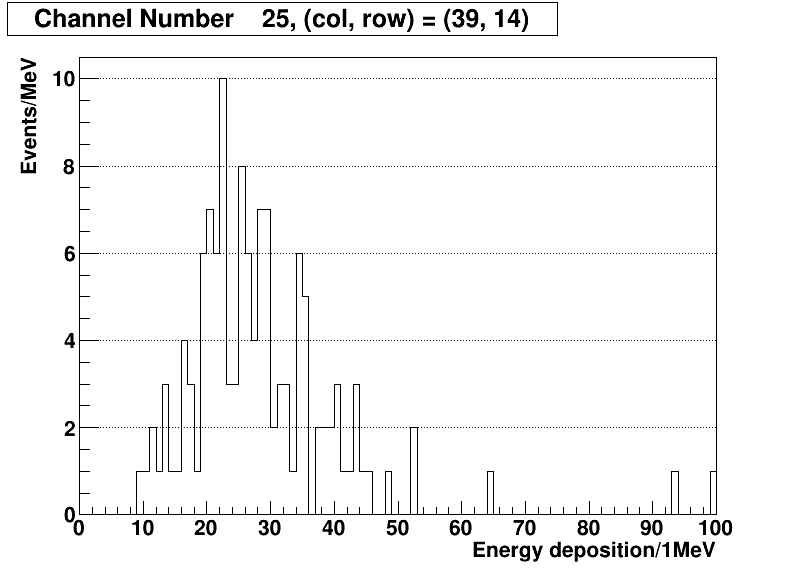 Channel Number 25, (col, row) = (39, 14)
Events/MeV
10
8
6
4
2
0
0 10 20 30 40 50 60 70 80 90 100
Energy deposition/1MeV